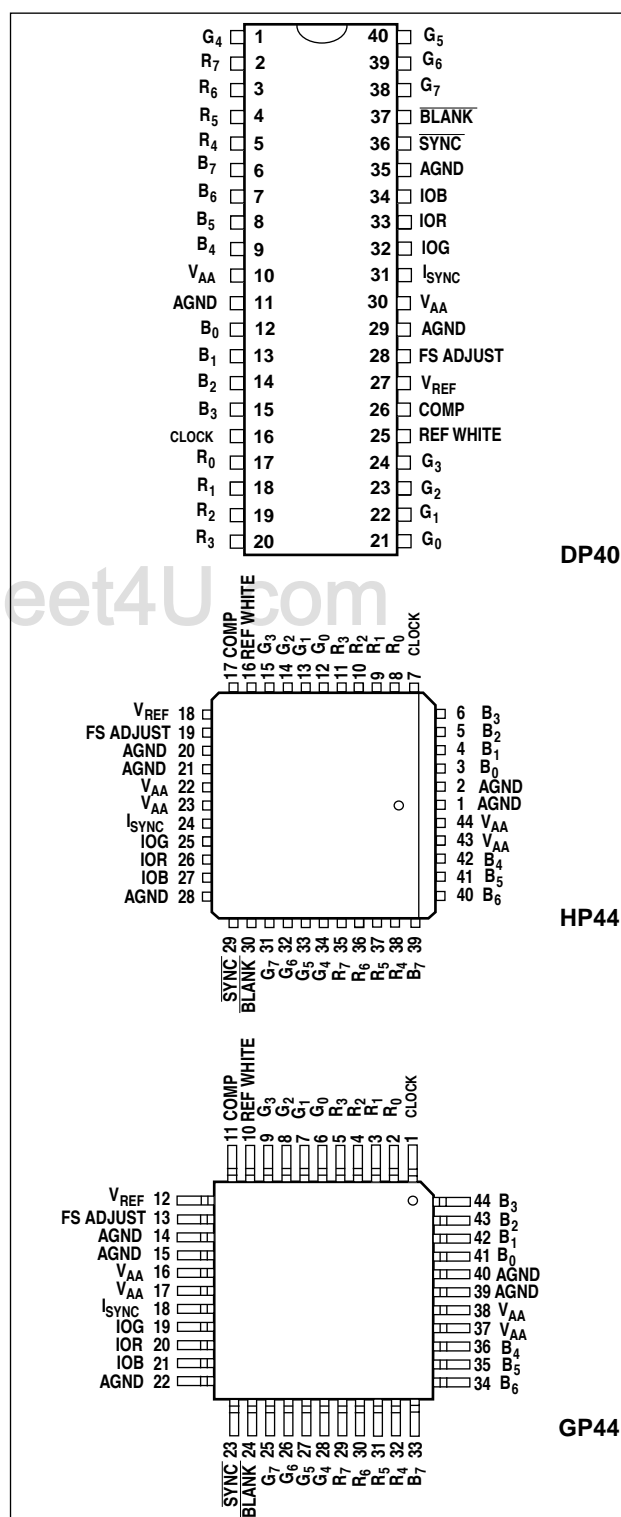 G4 1 40 G5
R7 2 39 G6
R6 3 38 G7
R5 4 37 BLANK
R4 5 36 SYNC
B7 6 35 AGND
B6 7 34 IOB
B5 8 33 IOR
B4 9 32 IOG
VAA 10 31 ISYNC
AGND 11 30 VAA
B0 12 29 AGND
B1 13 28 FS ADJUST
B2 14 27 VREF
B3 15 26 COMP
CLOCK 16 25 REF WHITE
R0 17 24 G3
R1 18 23 G2
R2 19 22 G1
R3 20 21 G0
DP40
eet4U.com
17 COMP
16 REF WHITE
15 G3
14 G2
13 G1
12 G0
11 R3
10 R2
9 R1
8 R0
7 CLOCK
VREF 18
FS ADJUST 19
AGND 20
AGND 21
VAA 22
VAA 23
ISYNC 24
IOG 25
IOR 26
IOB 27
AGND 28
6 B3
5 B2
4 B1
3 B0
2 AGND
1 AGND
44 VAA
43 VAA
42 B4
41 B5
40 B6
SYNC 29
BLANK 30
G7 31
G6 32
G5 33
G4 34
R7 35
R6 36
R5 37
R4 38
B7 39
HP44
11 COMP
10 REF WHITE
9 G3
8 G2
7 G1
6 G0
5 R3
4 R2
3 R1
2 R0
1 CLOCK
VREF 12
FS ADJUST 13
AGND 14
AGND 15
VAA 16
VAA 17
ISYNC 18
IOG 19
IOR 20
IOB 21
AGND 22
44 B3
43 B2
42 B1
41 B0
40 AGND
39 AGND
38 VAA
37 VAA
36 B4
35 B5
34 B6
SYNC 23
BLANK 24
G7 25
G6 26
G5 27
G4 28
R7 29
R6 30
R5 31
R4 32
B7 33
GP44